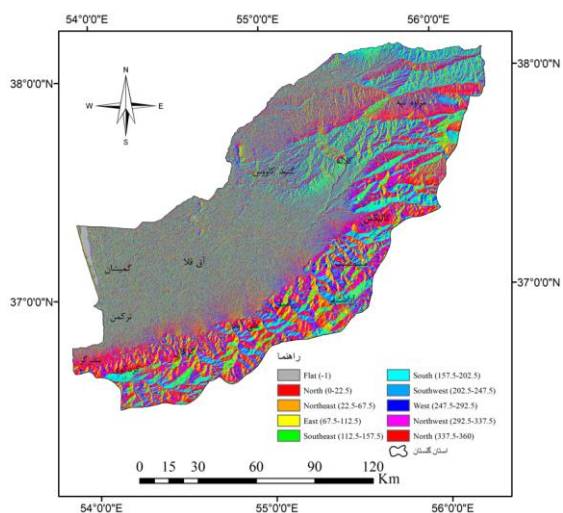 54°0'0"E 55°0'0"E 56°0'0"E
38°0'0"N 38°0'0"N
N
W E
S
مراوه تپه
کلاله
گنبد کاووس
گالیکش
گمیشان
آق قلا
37°0'0"N 37°0'0"N
ترکمن
راهنما
Flat (-1)
North (0-22.5)
Northeast (22.5-67.5)
East (67.5-112.5)
Southeast (112.5-157.5)
South (157.5-202.5)
Southwest (202.5-247.5)
West (247.5-292.5)
Northwest (292.5-337.5)
North (337.5-360)
استان گلستان
0 15 30 60 90 120
Km
54°0'0"E 55°0'0"E 56°0'0"E